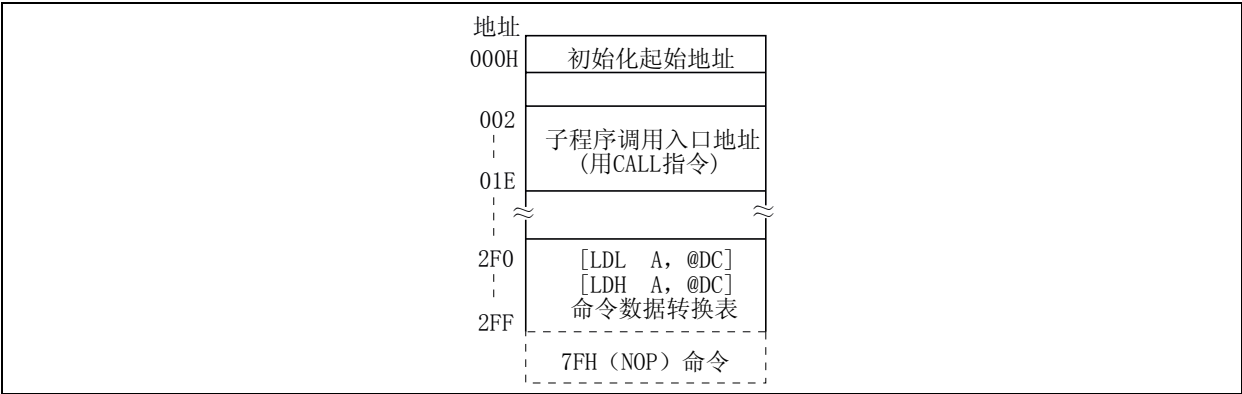 地址
000H 初始化起始地址
002
子程序调用入口地址
(用CALL指令)
01E
2F0 [LDL A, @DC]
[LDH A, @DC]
命令数据转换表
2FF
7FH（NOP）命令